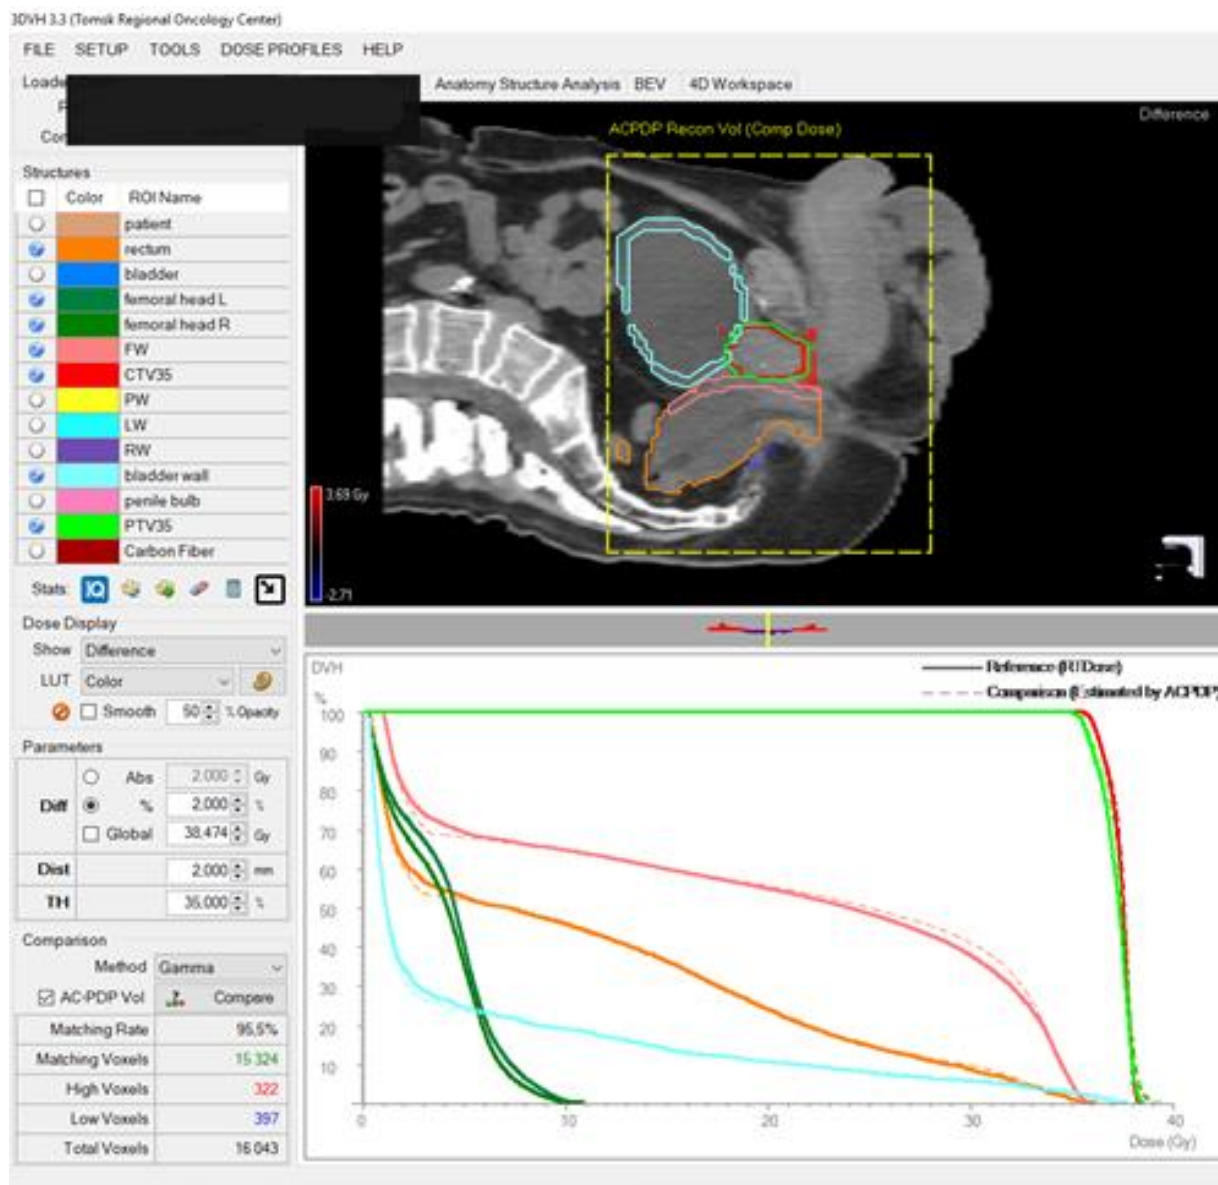 3DVH 3.3 (Tomsk Regional Oncology Center)
FILE SETUP TOOLS DOSE PROFILES HELP
Anatomy Structure Analysis BEV 4D Workspace
Structures
Color ROI Name
patient
rectum
bladder
femoral head L
femoral head R
FW
CTV35
PW
LW
RW
bladder wall
penile bulb
PTV35
Carbon Fiber
Stats
Dose Display
Show Difference
LUT Color
Smooth 50 % Opacity
Parameters
Diff
Abs 2.000 Gy
% 2.000 %
Global 38,474 Gy
Dist 2.000 mm
TH 35,000 %
Comparison
Method Gamma
AC-PDP Vol Compare
Matching Rate 95,5%
Matching Voxels 15 324
High Voxels 322
Low Voxels 397
Total Voxels 16 043
ACPDP Recon Vol (Comp Dose)
Difference
3.69 Gy
-2.71
DVH
%
Reference (RTDose)
Comparison (Estimated by ACPDP)
100
90
80
70
60
50
40
30
20
10
0 10 20 30 40
Dose (Gy)